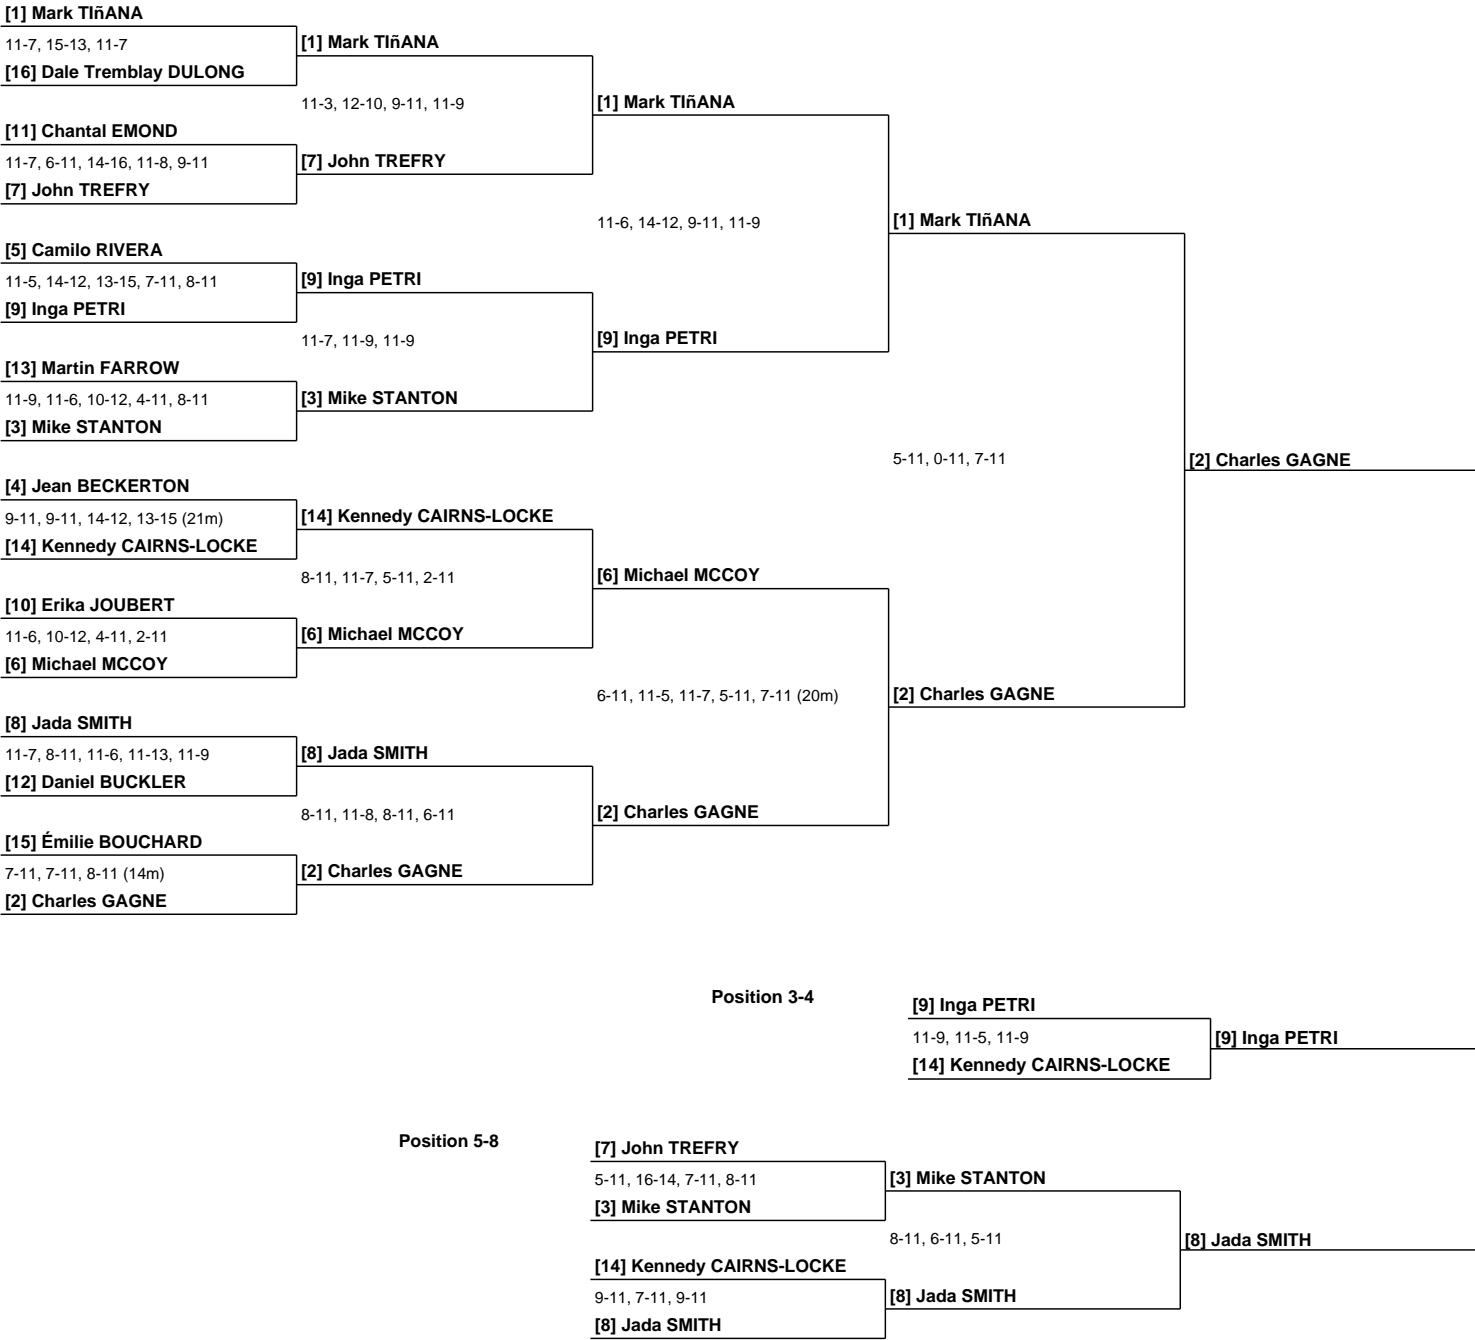 [1] Mark TIñANA
11-7, 15-13, 11-7
[16] Dale Tremblay DULONG
[11] Chantal EMOND
11-7, 6-11, 14-16, 11-8, 9-11
[7] John TREFRY
[5] Camilo RIVERA
11-5, 14-12, 13-15, 7-11, 8-11
[9] Inga PETRI
[13] Martin FARROW
11-9, 11-6, 10-12, 4-11, 8-11
[3] Mike STANTON
[4] Jean BECKERTON
9-11, 9-11, 14-12, 13-15 (21m)
[14] Kennedy CAIRNS-LOCKE
[10] Erika JOUBERT
11-6, 10-12, 4-11, 2-11
[6] Michael MCCOY
[8] Jada SMITH
11-7, 8-11, 11-6, 11-13, 11-9
[12] Daniel BUCKLER
[15] Émilie BOUCHARD
7-11, 7-11, 8-11 (14m)
[2] Charles GAGNE
[1] Mark TIñANA
11-3, 12-10, 9-11, 11-9
[7] John TREFRY
[9] Inga PETRI
11-7, 11-9, 11-9
[3] Mike STANTON
[14] Kennedy CAIRNS-LOCKE
8-11, 11-7, 5-11, 2-11
[6] Michael MCCOY
[8] Jada SMITH
8-11, 11-8, 8-11, 6-11
[2] Charles GAGNE
[1] Mark TIñANA
11-6, 14-12, 9-11, 11-9
[9] Inga PETRI
[6] Michael MCCOY
6-11, 11-5, 11-7, 5-11, 7-11 (20m)
[2] Charles GAGNE
[1] Mark TIñANA
5-11, 0-11, 7-11
[2] Charles GAGNE
[2] Charles GAGNE
Position 3-4
[9] Inga PETRI
11-9, 11-5, 11-9
[14] Kennedy CAIRNS-LOCKE
[9] Inga PETRI
Position 5-8
[7] John TREFRY
5-11, 16-14, 7-11, 8-11
[3] Mike STANTON
[14] Kennedy CAIRNS-LOCKE
9-11, 7-11, 9-11
[8] Jada SMITH
[3] Mike STANTON
8-11, 6-11, 5-11
[8] Jada SMITH
[8] Jada SMITH